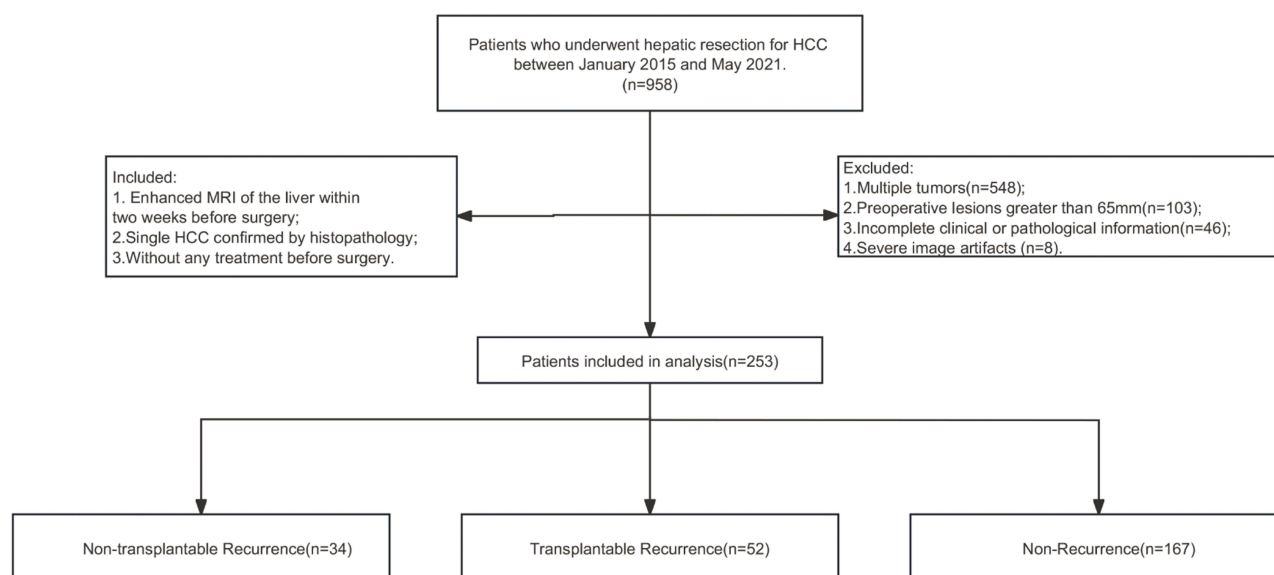 Patients who underwent hepatic resection for HCC
between January 2015 and May 2021.
(n=958)
Included:
1. Enhanced MRI of the liver within
two weeks before surgery;
2.Single HCC confirmed by histopathology;
3.Without any treatment before surgery.
Excluded:
1.Multiple tumors(n=548);
2.Preoperative lesions greater than 65mm(n=103);
3.Incomplete clinical or pathological information(n=46);
4.Severe image artifacts (n=8).
Patients included in analysis(n=253)
Non-transplantable Recurrence(n=34)
Transplantable Recurrence(n=52)
Non-Recurrence(n=167)